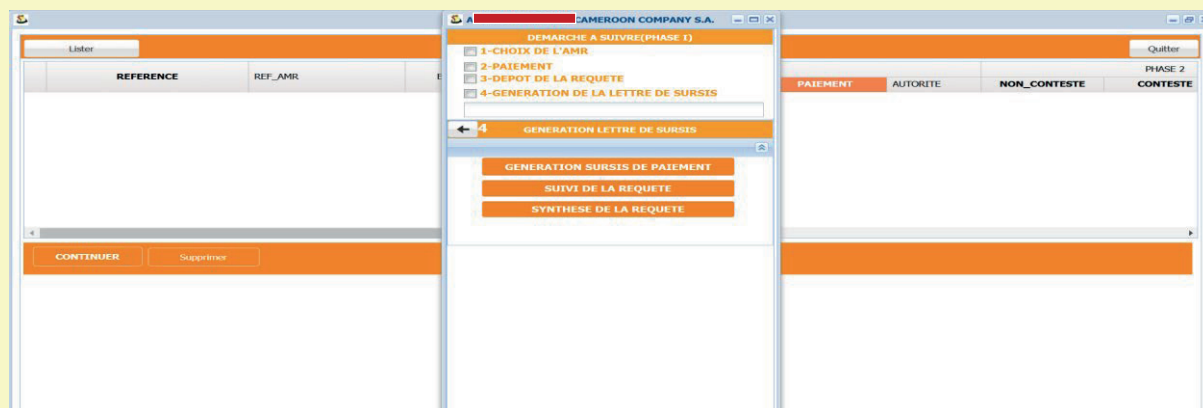 A CAMEROON COMPANY S.A.
Lister
Quitter
REFERENCE
REF_AMR
PHASE 2
PAIEMENT
AUTORITE
NON_CONTESTE
CONTESTE
DEMARCHE A SUIVRE(PHASE I)
1-CHOIX DE L'AMR
2-PAIEMENT
3-DEPOT DE LA REQUETE
4-GENERATION DE LA LETTRE DE SURSIS
4 GENERATION LETTRE DE SURSIS
GENERATION SURSIS DE PAIEMENT
SUIVI DE LA REQUETE
SYNTHESE DE LA REQUETE
CONTINUER
Supprimer